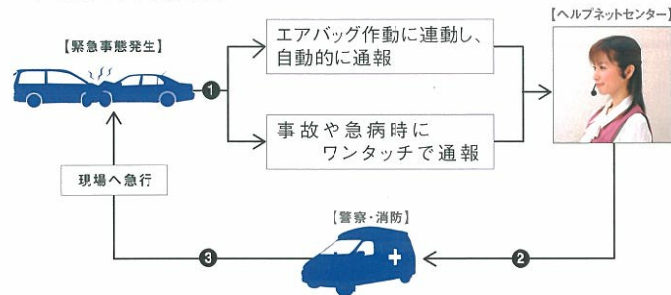 【ヘルプネットセンター】
【緊急事態発生】
エアバッグ作動に連動し、
自動的に通報
❶
事故や急病時に
ワンタッチで通報
現場へ急行
【警察・消防】
❸
❷